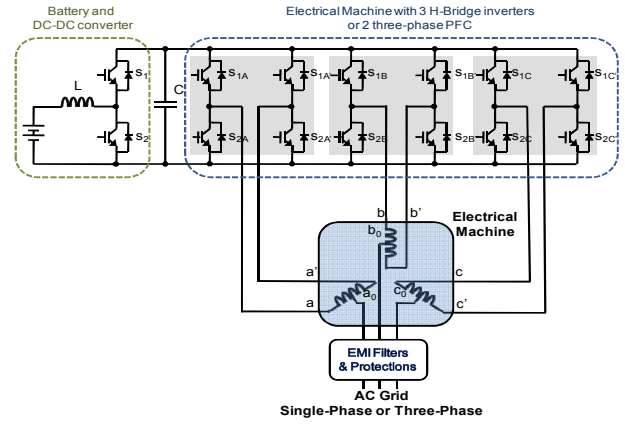 Battery and
DC-DC converter
Electrical Machine with 3 H-Bridge inverters
or 2 three-phase PFC
L
S1
S2
C
S1A
S1A'
S1B
S1B'
S1C
S1C'
S2A
S2A'
S2B
S2B'
S2C
S2C'
b
b'
Electrical
Machine
b0
a'
a
a0
c0
c
c'
EMI Filters
& Protections
AC Grid
Single-Phase or Three-Phase